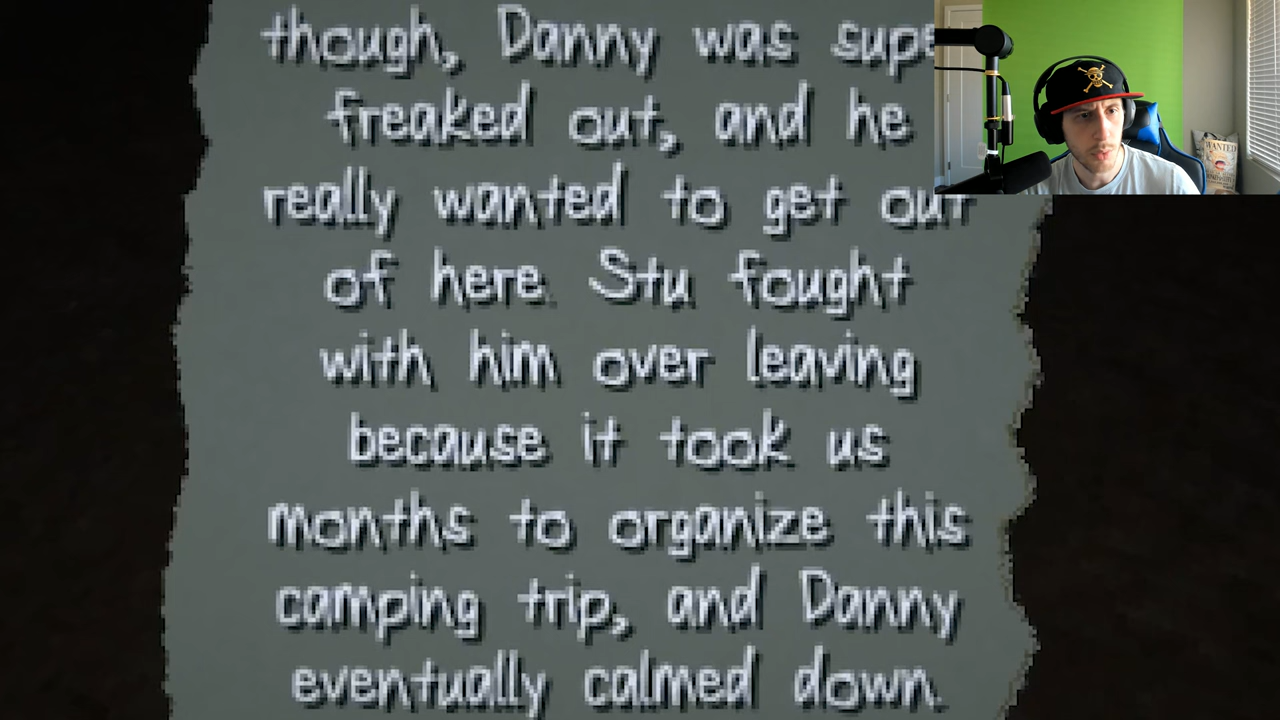 though, Danny was supe
freaked out, and he
really wanted to get out
of here. Stu fought
with him over leaving
because it took us
months to organize this
camping trip, and Danny
eventually calmed down.
WANTED